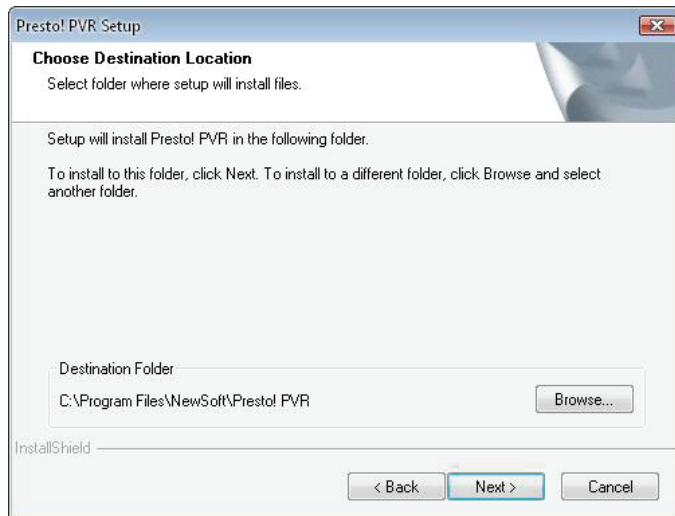 Presto! PVR Setup
Choose Destination Location
Select folder where setup will install files.
Setup will install Presto! PVR in the following folder.
To install to this folder, click Next. To install to a different folder, click Browse and select
another folder.
Destination Folder
C:\Program Files\NewSoft\Presto! PVR
Browse...
InstallShield
< Back
Next >
Cancel